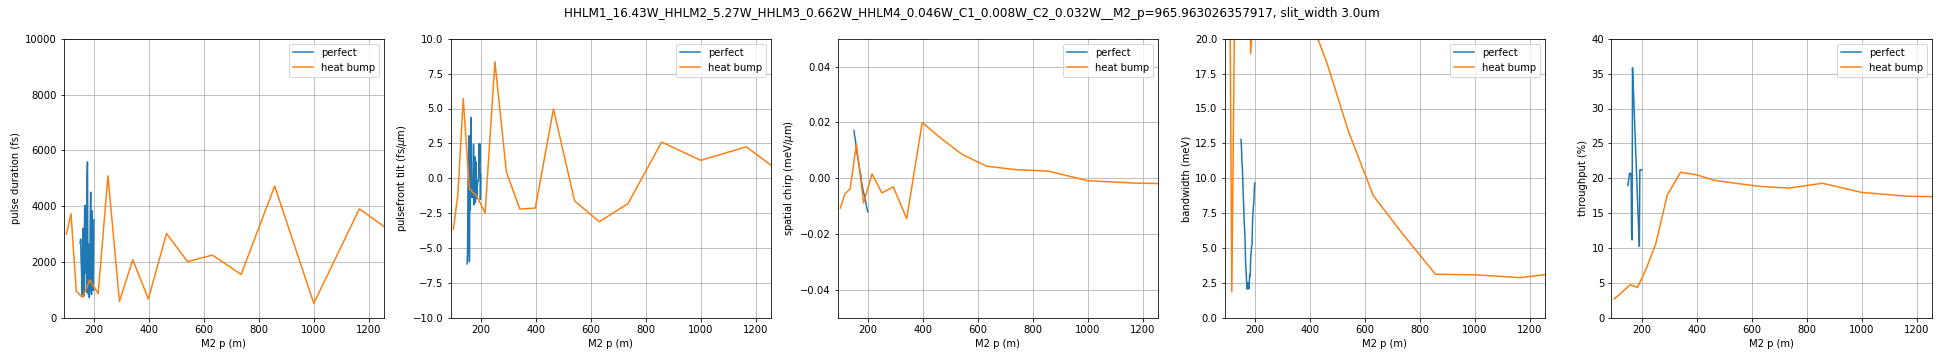 HHLM1_16.43W_HHLM2_5.27W_HHLM3_0.662W_HHLM4_0.046W_C1_0.008W_C2_0.032W__M2_p=965.963026357917, slit_width 3.0um
pulse duration (fs)
10000
8000
6000
4000
2000
0
200 400 600 800 1000 1200
M2 p (m)
perfect
heat bump
pulsefront tilt (fs/μm)
10.0
7.5
5.0
2.5
0.0
−2.5
−5.0
−7.5
−10.0
200 400 600 800 1000 1200
M2 p (m)
perfect
heat bump
spatial chirp (meV/μm)
0.04
0.02
0.00
−0.02
−0.04
200 400 600 800 1000 1200
M2 p (m)
perfect
heat bump
bandwidth (meV)
20.0
17.5
15.0
12.5
10.0
7.5
5.0
2.5
0.0
200 400 600 800 1000 1200
M2 p (m)
perfect
heat bump
throughput (%)
40
35
30
25
20
15
10
5
0
200 400 600 800 1000 1200
M2 p (m)
perfect
heat bump